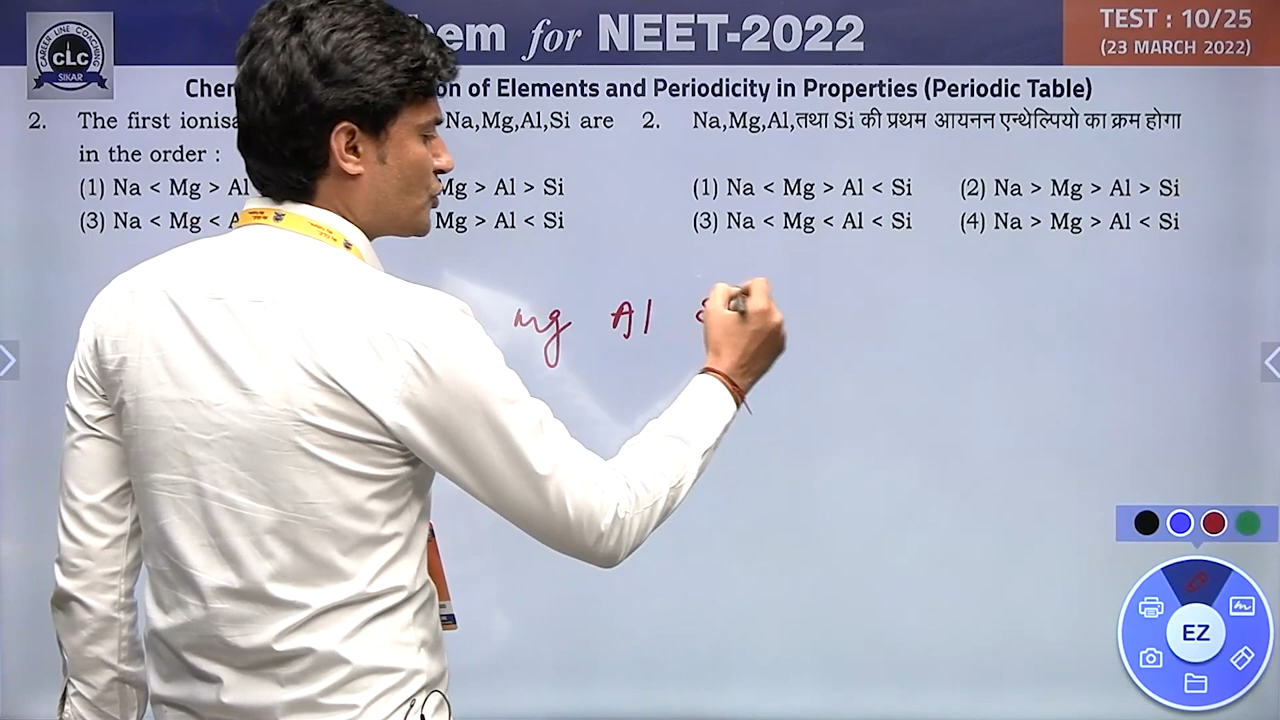 em for NEET-2022
TEST : 10/25
(23 MARCH 2022)
CAREER LINE COACHING
CLC
SIKAR
Chem on of Elements and Periodicity in Properties (Periodic Table)
2. The first ionisa Na,Mg,Al,Si are
in the order :
(1) Na < Mg > Al Mg > Al > Si
(3) Na < Mg < A Mg > Al < Si
2. Na,Mg,Al,तथा Si की प्रथम आयनन एन्थेल्पियो का क्रम होगा
(1) Na < Mg > Al < Si (2) Na > Mg > Al > Si
(3) Na < Mg < Al < Si (4) Na > Mg > Al < Si
Mg Al
EZ